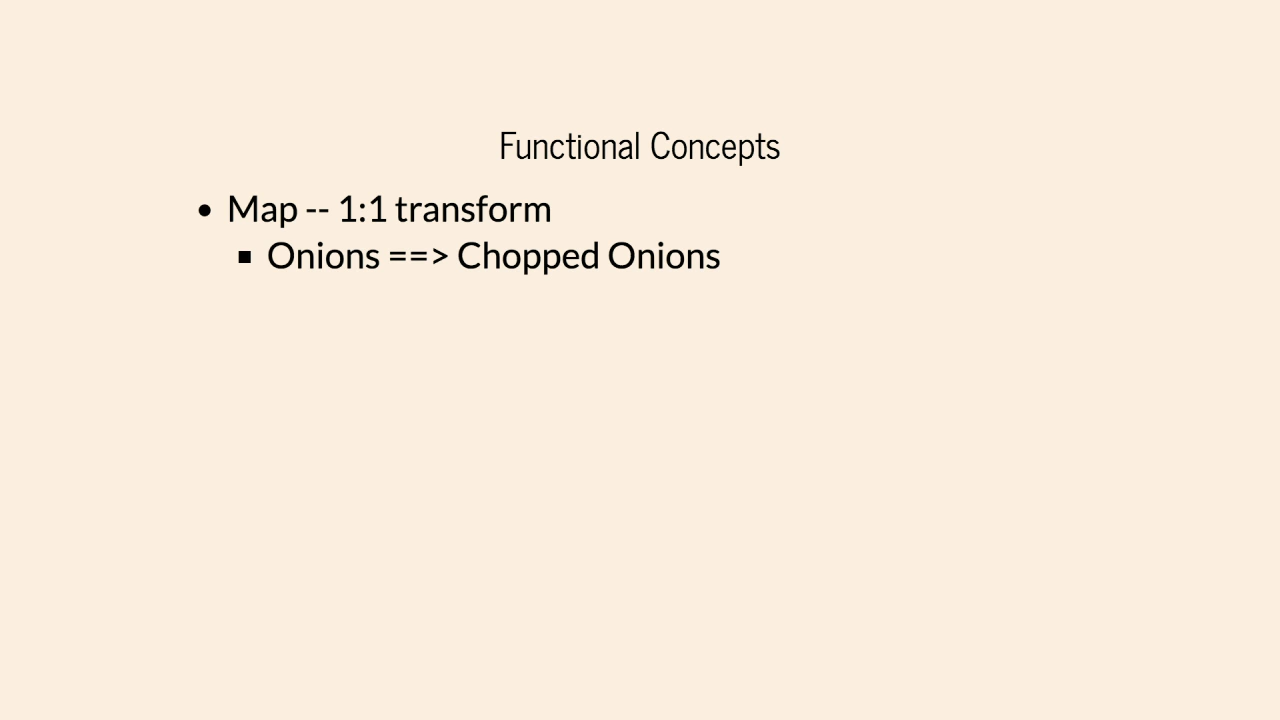 Functional Concepts
• Map -- 1:1 transform
▪ Onions ==> Chopped Onions